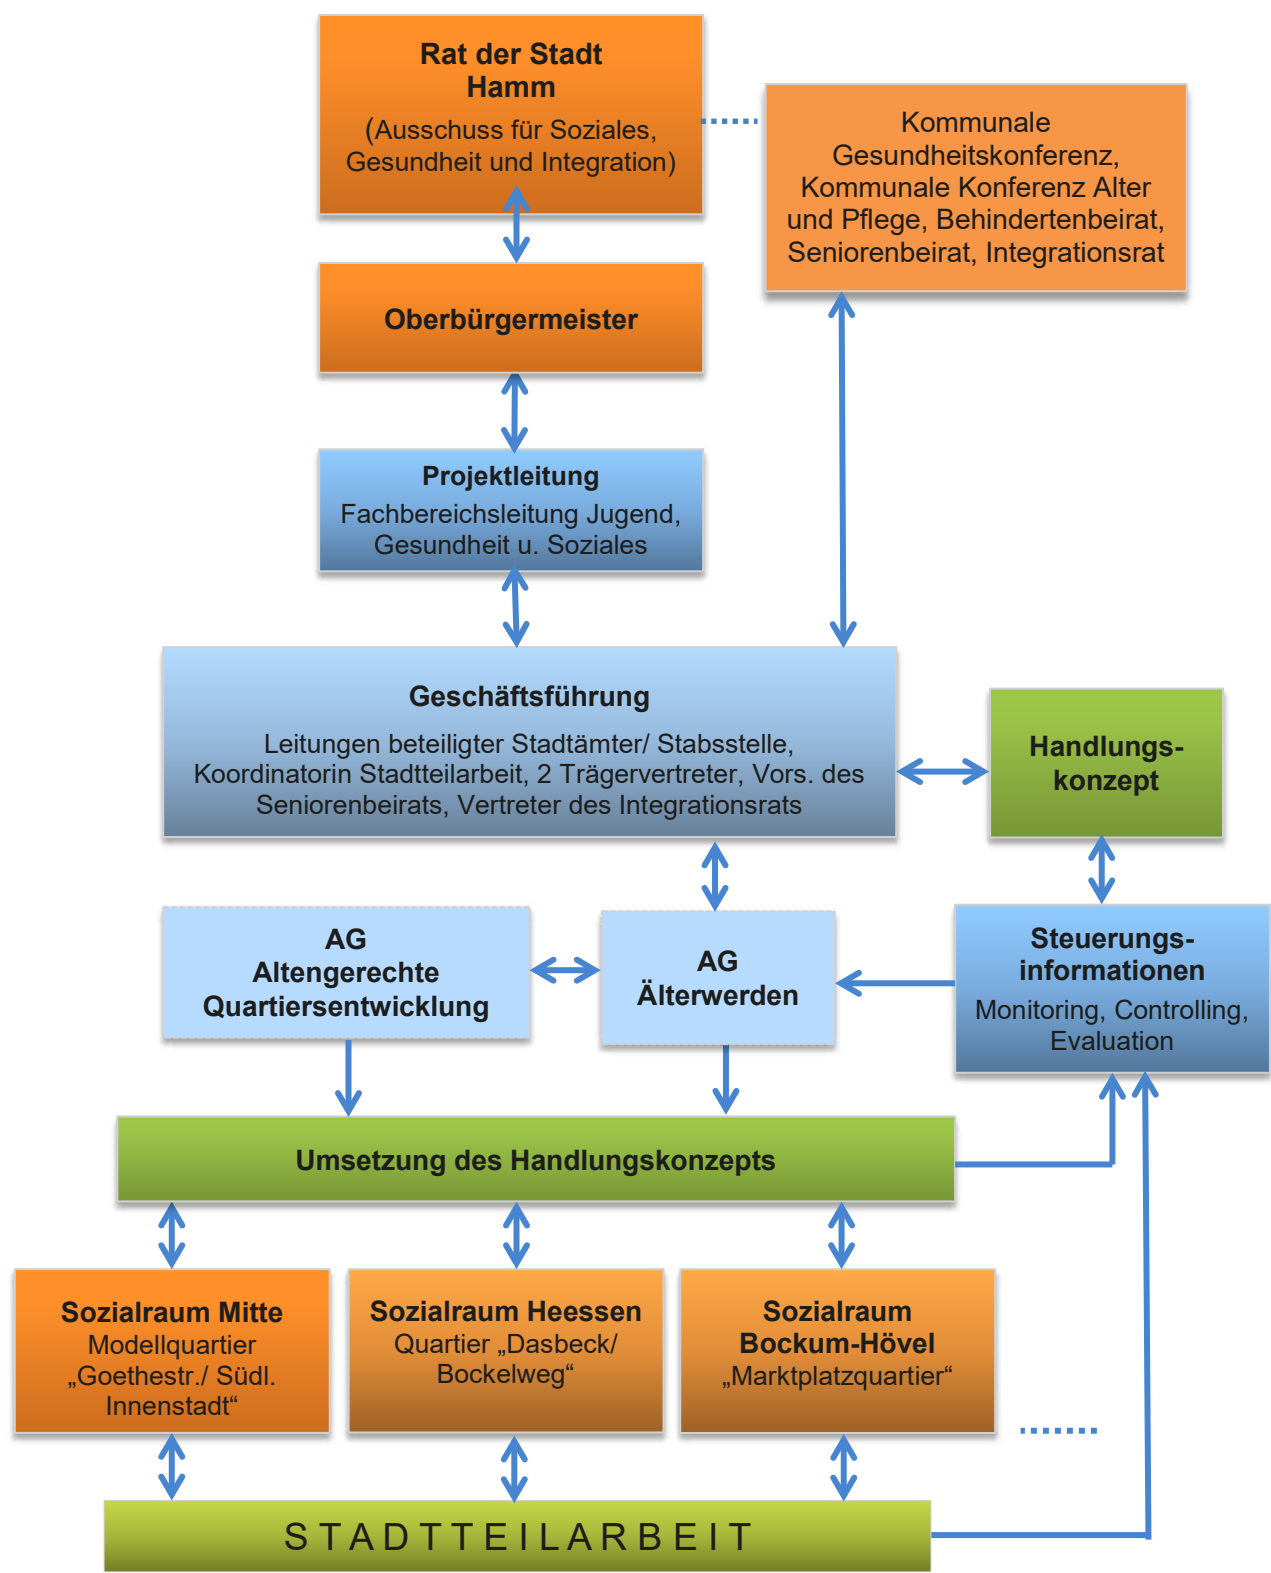 Rat der Stadt
Hamm
(Ausschuss für Soziales,
Gesundheit und Integration)
Kommunale
Gesundheitskonferenz,
Kommunale Konferenz Alter
und Pflege, Behindertenbeirat,
Seniorenbeirat, Integrationsrat
Oberbürgermeister
Projektleitung
Fachbereichsleitung Jugend,
Gesundheit u. Soziales
Geschäftsführung
Leitungen beteiligter Stadtämter/ Stabsstelle,
Koordinatorin Stadtteilarbeit, 2 Trägervertreter, Vors. des
Seniorenbeirats, Vertreter des Integrationsrats
Handlungs-
konzept
AG
Altengerechte
Quartiersentwicklung
AG
Älterwerden
Steuerungs-
informationen
Monitoring, Controlling,
Evaluation
Umsetzung des Handlungskonzepts
Sozialraum Mitte
Modellquartier
„Goethestr./ Südl.
Innenstadt“
Sozialraum Heessen
Quartier „Dasbeck/
Bockelweg“
Sozialraum
Bockum-Hövel
„Marktplatzquartier“
STADTTEILARBEIT